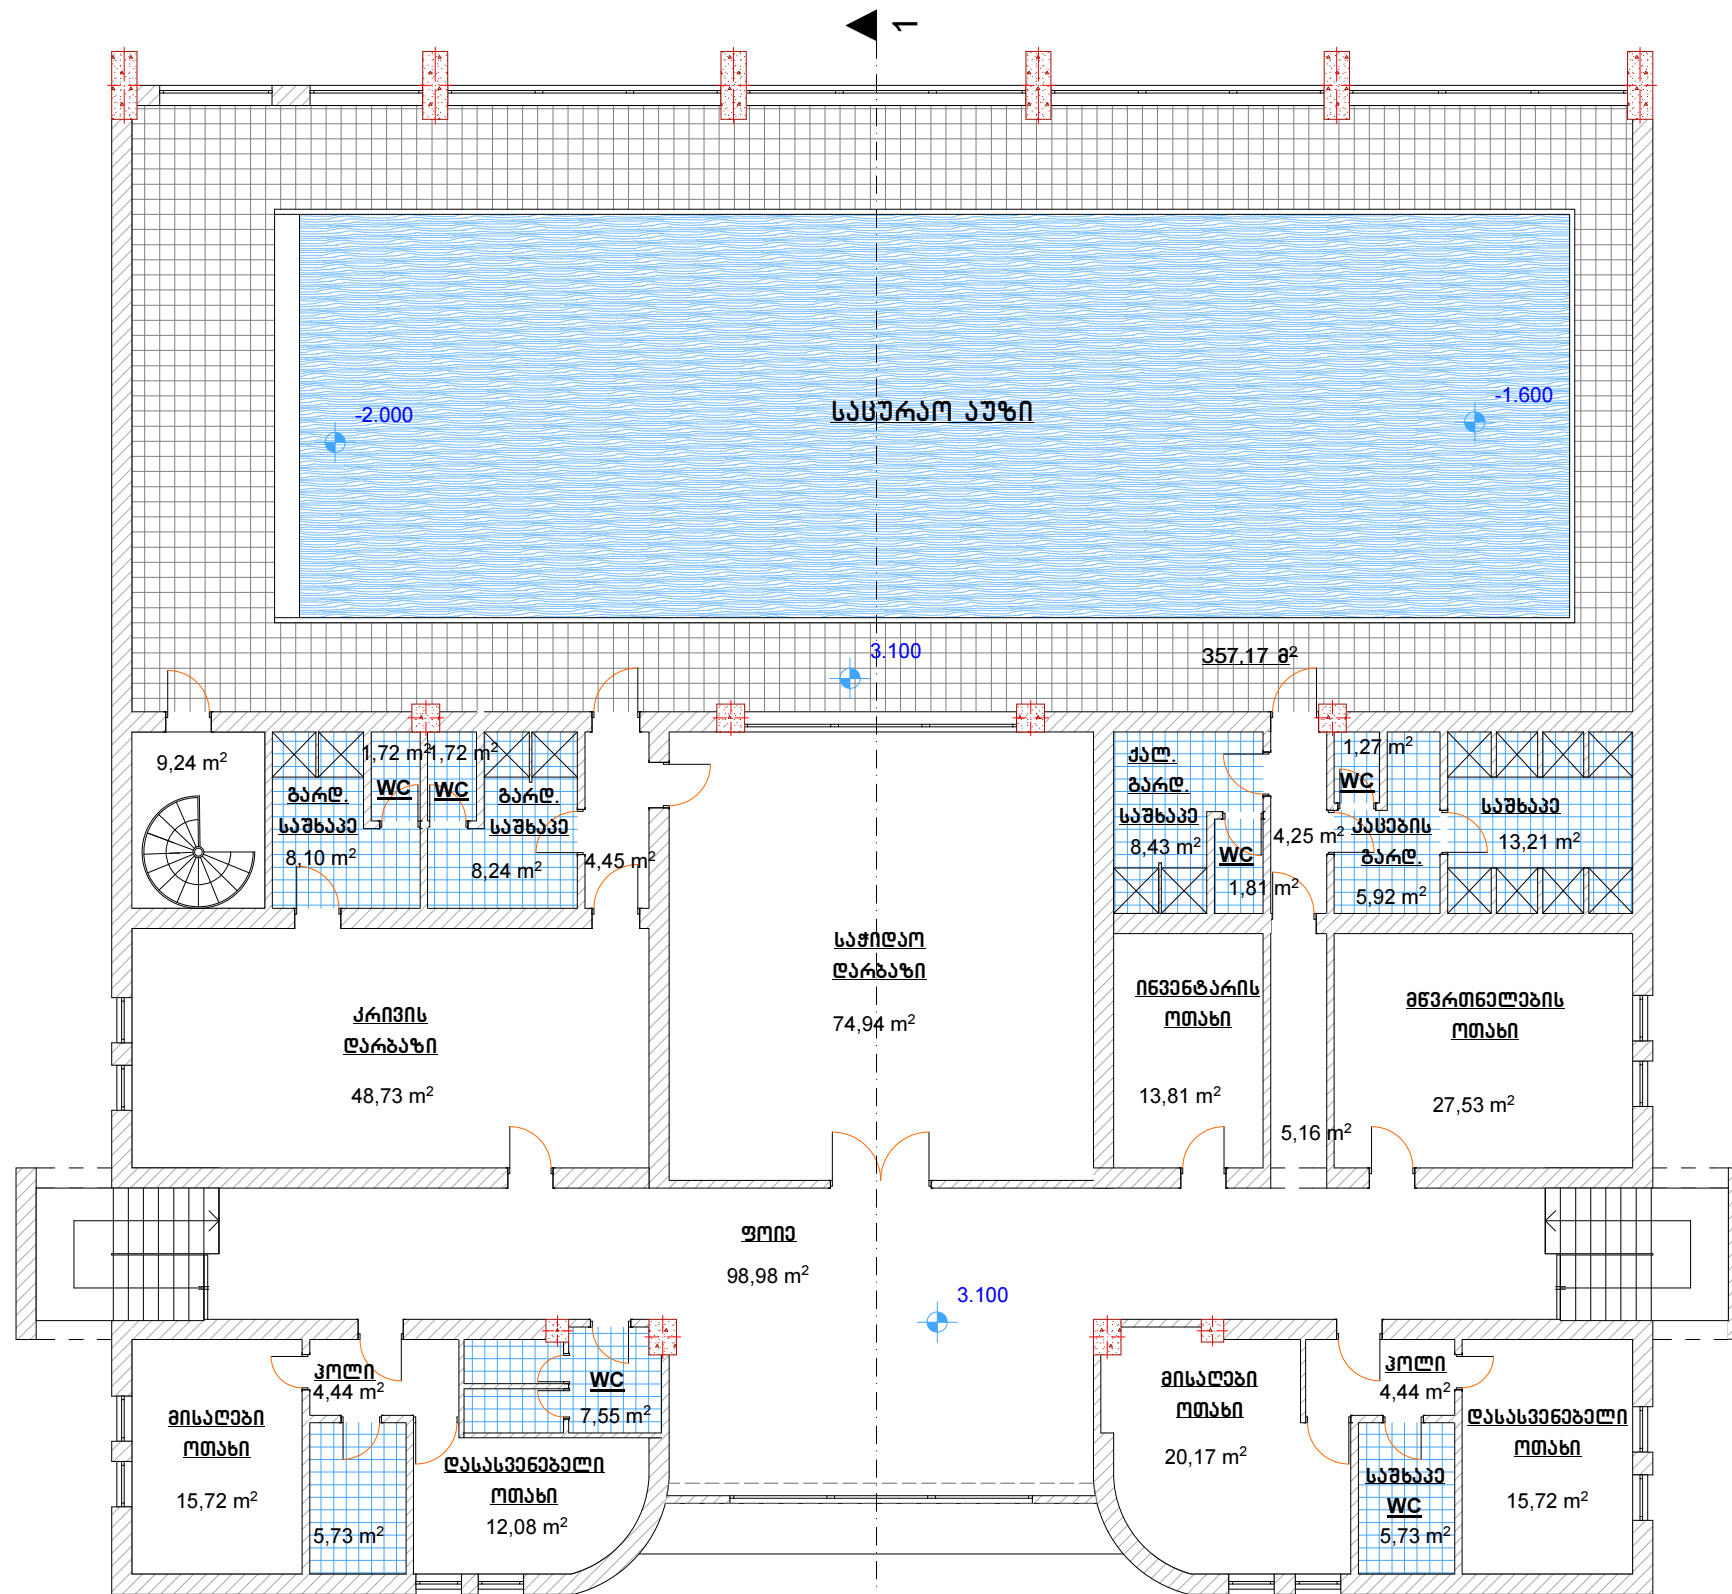 1
-2.000
-1.600
საცურაო აუზი
3.100
357.17 მ²
9,24 m²
1,72 m²
1,72 m²
WC
WC
გარდ.
საშხაპე
8,10 m²
გარდ.
საშხაპე
8,24 m²
4,45 m²
ქალ.
გარდ.
საშხაპე
8,43 m²
WC
1,81 m²
4,25 m²
1,27 m²
WC
კაცების
გარდ.
5,92 m²
საშხაპე
13,21 m²
კრივის
დარბაზი
48,73 m²
საჭიდაო
დარბაზი
74,94 m²
ინვენტარის
ოთახი
13,81 m²
5,16 m²
მწვრთნელების
ოთახი
27,53 m²
ფოიე
98,98 m²
3.100
ჰოლი
4,44 m²
მისაღები
ოთახი
15,72 m²
5,73 m²
WC
7,55 m²
დასასვენებელი
ოთახი
12,08 m²
მისაღები
ოთახი
20,17 m²
ჰოლი
4,44 m²
საშხაპე
WC
5,73 m²
დასასვენებელი
ოთახი
15,72 m²